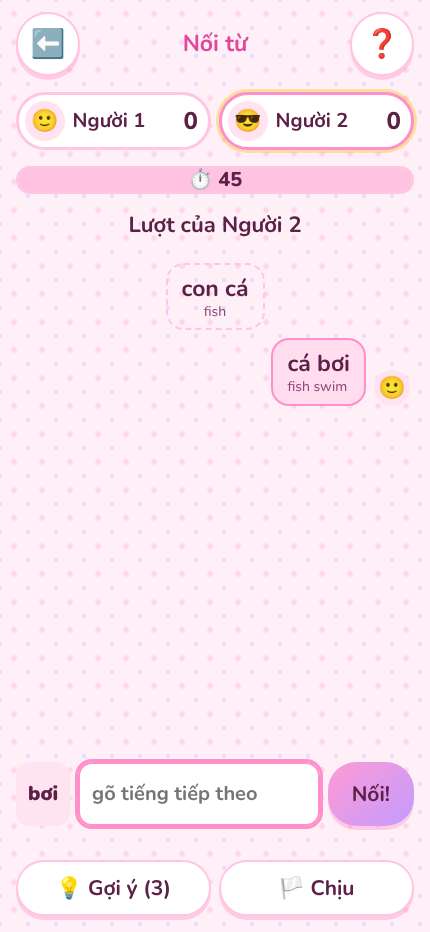 Nối từ
Người 1 0
Người 2 0
45
Lượt của Người 2
con cá
fish
cá bơi
fish swim
bơi
gõ tiếng tiếp theo
Nối!
Gợi ý (3)
Chịu